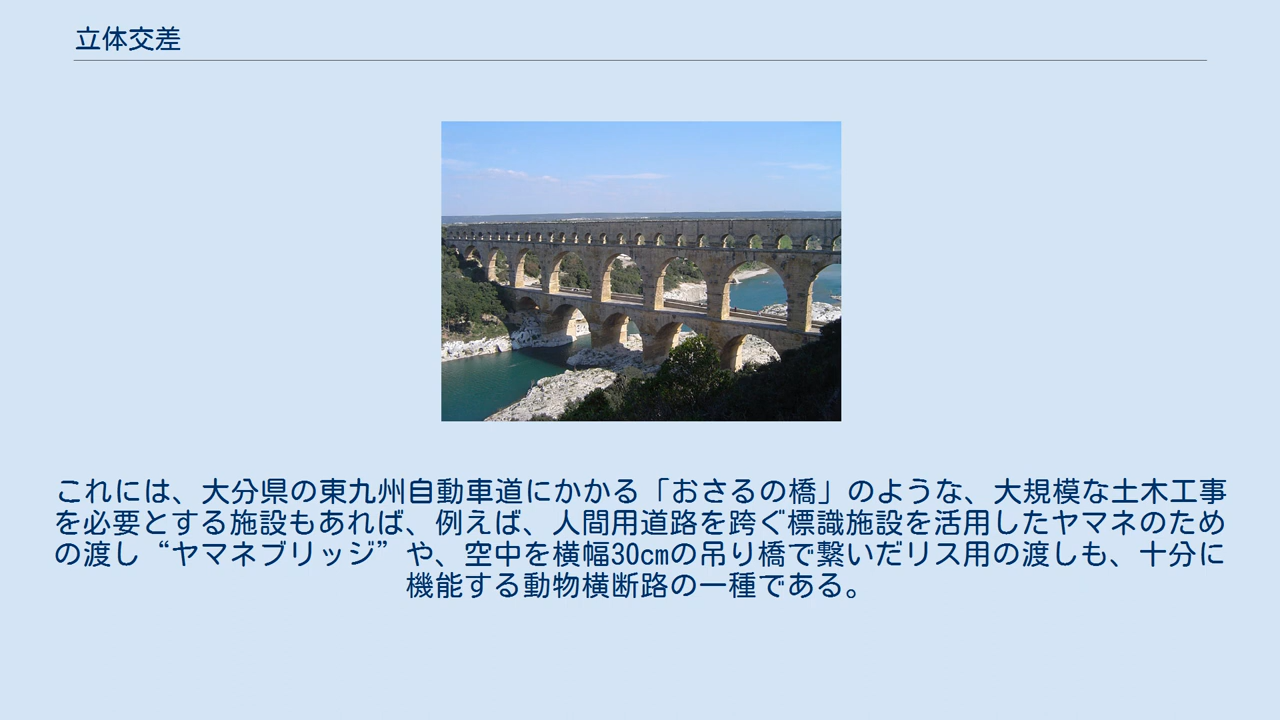 立体交差
これには、大分県の東九州自動車道にかかる「おさるの橋」のような、大規模な土木工事
を必要とする施設もあれば、例えば、人間用道路を跨ぐ標識施設を活用したヤマネのため
の渡し“ヤマネブリッジ”や、空中を横幅30cmの吊り橋で繋いだリス用の渡しも、十分に
機能する動物横断路の一種である。